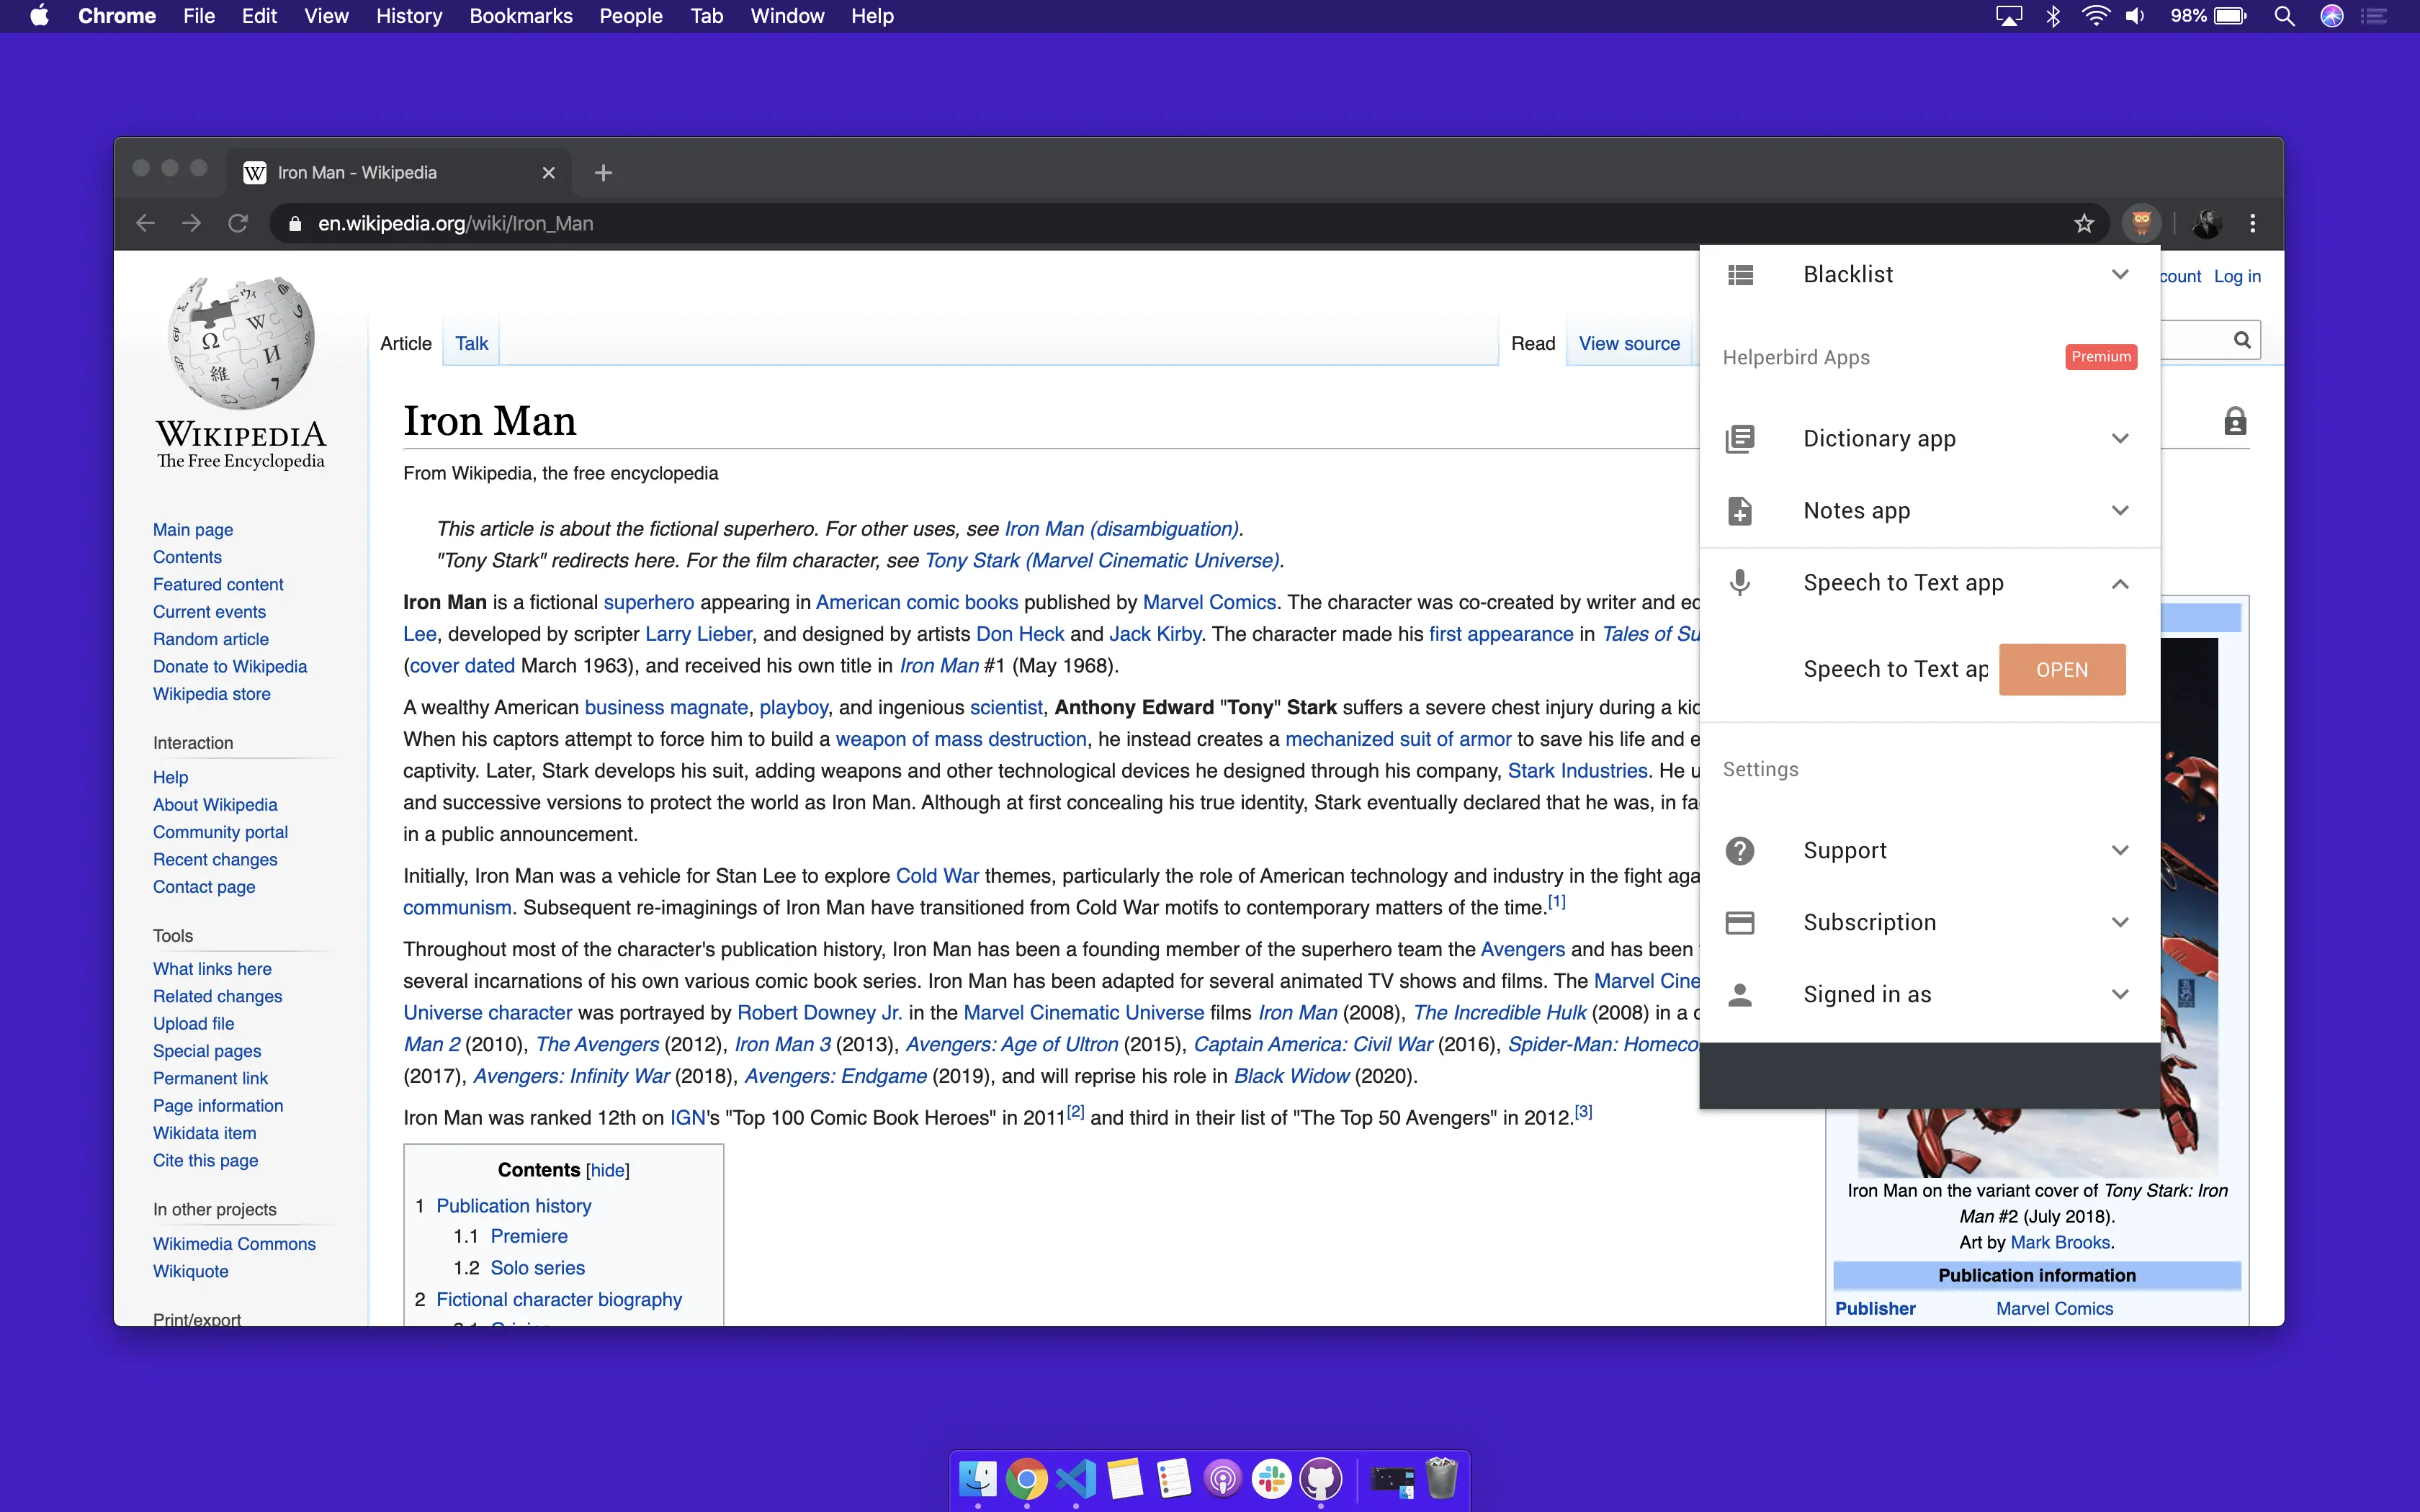 Chrome File Edit View History Bookmarks People Tab Window Help 98%
Iron Man - Wikipedia
en.wikipedia.org/wiki/Iron_Man
WIKIPEDIA
The Free Encyclopedia
Main page
Contents
Featured content
Current events
Random article
Donate to Wikipedia
Wikipedia store
Interaction
Help
About Wikipedia
Community portal
Recent changes
Contact page
Tools
What links here
Related changes
Upload file
Special pages
Permanent link
Page information
Wikidata item
Cite this page
In other projects
Wikimedia Commons
Wikiquote
Print/export
count Log in
Article Talk Read View source
Iron Man
From Wikipedia, the free encyclopedia
This article is about the fictional superhero. For other uses, see Iron Man (disambiguation).
"Tony Stark" redirects here. For the film character, see Tony Stark (Marvel Cinematic Universe).
Iron Man is a fictional superhero appearing in American comic books published by Marvel Comics. The character was co-created by writer and
Lee, developed by scripter Larry Lieber, and designed by artists Don Heck and Jack Kirby. The character made his first appearance in Tales of Su
(cover dated March 1963), and received his own title in Iron Man #1 (May 1968).
A wealthy American business magnate, playboy, and ingenious scientist, Anthony Edward "Tony" Stark suffers a severe chest injury during a kid
When his captors attempt to force him to build a weapon of mass destruction, he instead creates a mechanized suit of armor to save his life and e
captivity. Later, Stark develops his suit, adding weapons and other technological devices he designed through his company, Stark Industries. He u
and successive versions to protect the world as Iron Man. Although at first concealing his true identity, Stark eventually declared that he was, in fa
in a public announcement.
Initially, Iron Man was a vehicle for Stan Lee to explore Cold War themes, particularly the role of American technology and industry in the fight aga
communism. Subsequent re-imaginings of Iron Man have transitioned from Cold War motifs to contemporary matters of the time.[1]
Throughout most of the character's publication history, Iron Man has been a founding member of the superhero team the Avengers and has been
several incarnations of his own various comic book series. Iron Man has been adapted for several animated TV shows and films. The Marvel Cine
Universe character was portrayed by Robert Downey Jr. in the Marvel Cinematic Universe films Iron Man (2008), The Incredible Hulk (2008) in a
Man 2 (2010), The Avengers (2012), Iron Man 3 (2013), Avengers: Age of Ultron (2015), Captain America: Civil War (2016), Spider-Man: Homeco
(2017), Avengers: Infinity War (2018), Avengers: Endgame (2019), and will reprise his role in Black Widow (2020).
Iron Man was ranked 12th on IGN's "Top 100 Comic Book Heroes" in 2011[2] and third in their list of "The Top 50 Avengers" in 2012.[3]
Contents [hide]
1 Publication history
1.1 Premiere
1.2 Solo series
2 Fictional character biography
Blacklist
Helperbird Apps Premium
Dictionary app
Notes app
Speech to Text app
Speech to Text ap OPEN
Settings
Support
Subscription
Signed in as
Iron Man on the variant cover of Tony Stark: Iron
Man #2 (July 2018).
Art by Mark Brooks.
Publication information
Publisher Marvel Comics